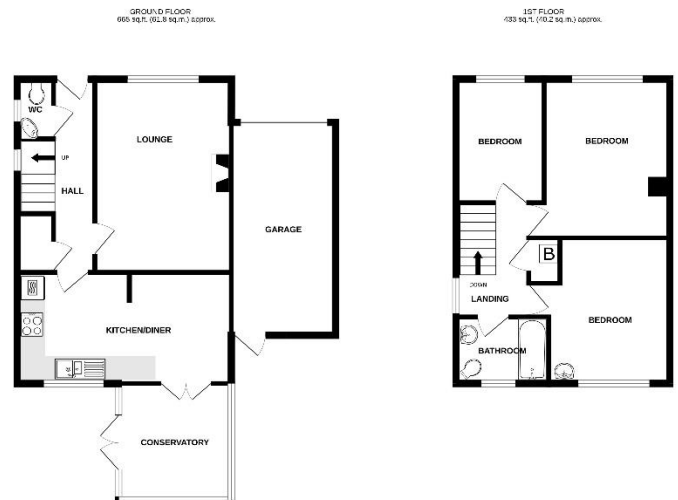 GROUND FLOOR
665 sq.ft. (61.8 sq.m.) approx.
1ST FLOOR
433 sq.ft. (40.2 sq.m.) approx.
WC
LOUNGE
UP
HALL
GARAGE
KITCHEN/DINER
CONSERVATORY
BEDROOM
BEDROOM
B
DOWN
LANDING
BEDROOM
BATHROOM